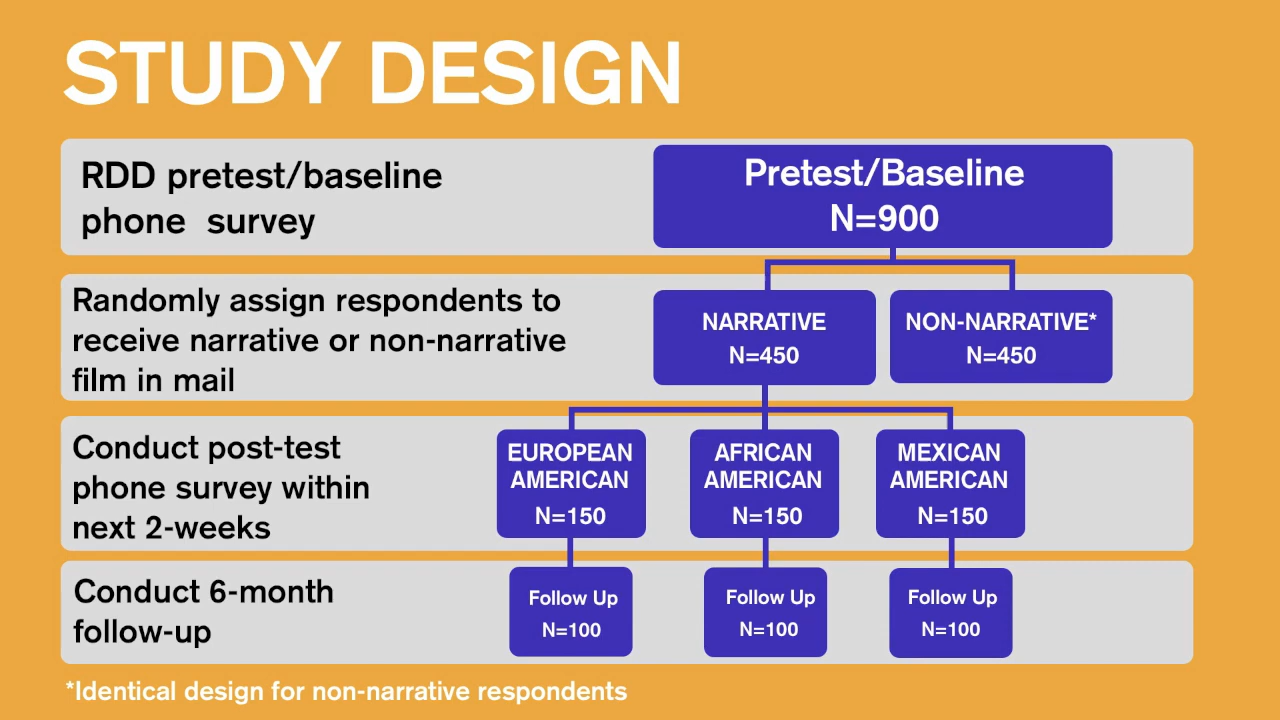 STUDY DESIGN
RDD pretest/baseline
phone survey
Pretest/Baseline
N=900
Randomly assign respondents to
receive narrative or non-narrative
film in mail
NARRATIVE
N=450
NON-NARRATIVE*
N=450
Conduct post-test
phone survey within
next 2-weeks
EUROPEAN
AMERICAN
N=150
AFRICAN
AMERICAN
N=150
MEXICAN
AMERICAN
N=150
Conduct 6-month
follow-up
Follow Up
N=100
Follow Up
N=100
Follow Up
N=100
*Identical design for non-narrative respondents